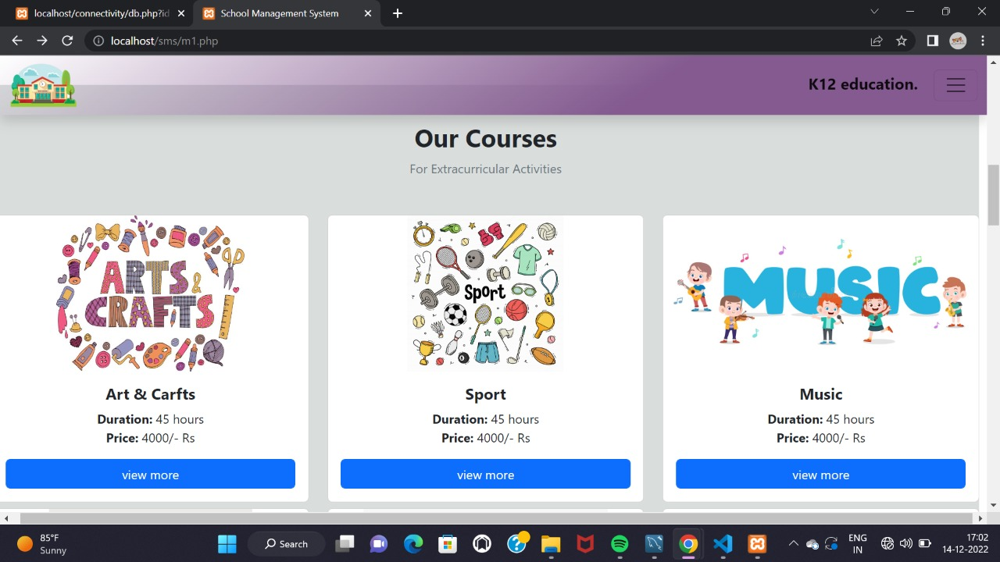 localhost/connectivity/db.php?id
School Management System
localhost/sms/m1.php
K12 education.
Our Courses
For Extracurricular Activities
ARTS &
CRAFTS
Sport
MUSIC
Art & Carfts
Sport
Music
Duration: 45 hours
Duration: 45 hours
Duration: 45 hours
Price: 4000/- Rs
Price: 4000/- Rs
Price: 4000/- Rs
view more
view more
view more
85°F
Sunny
Search
ENG
IN
17:02
14-12-2022